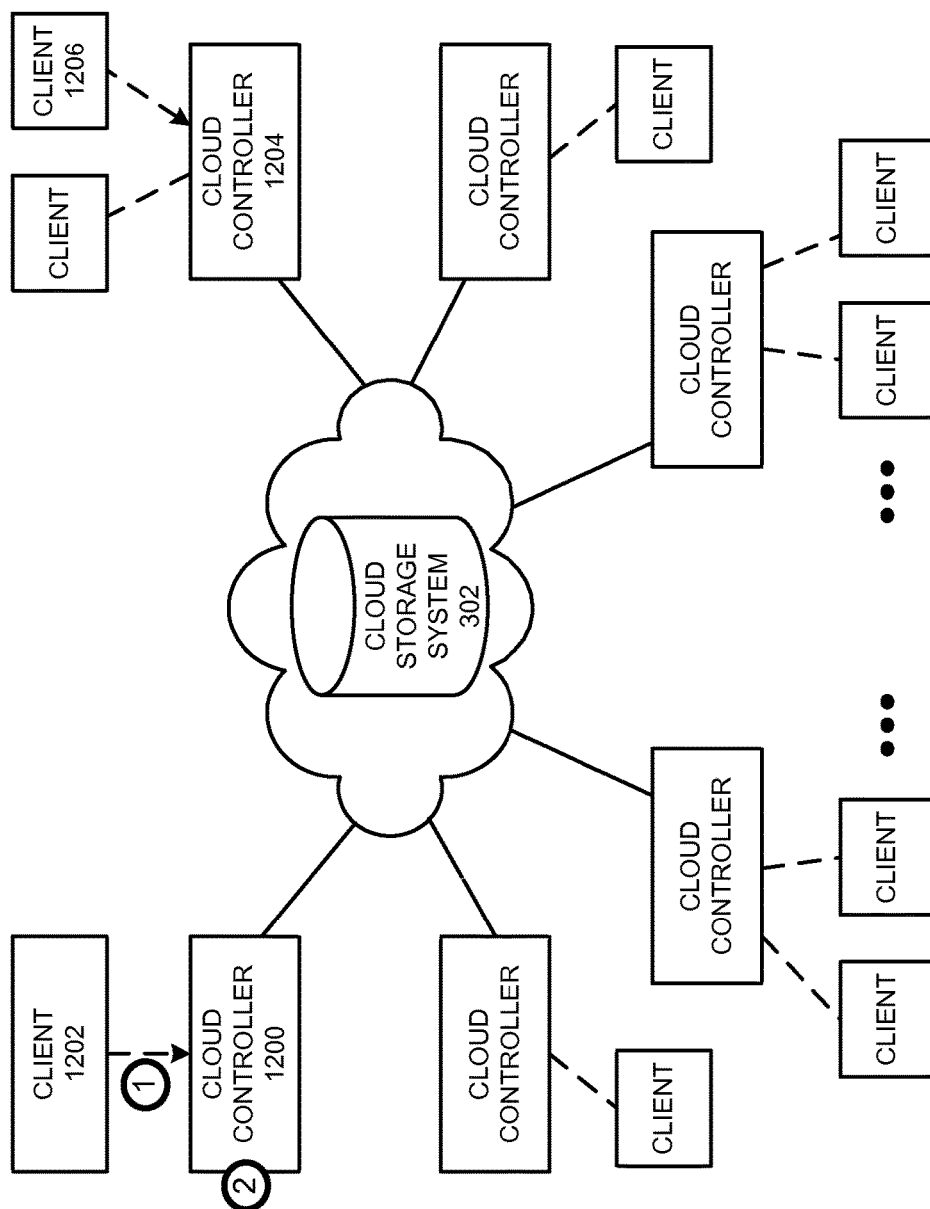 CLIENT
1202
CLIENT
CLIENT
1206
1
2
CLOUD
CONTROLLER
1200
CLOUD
CONTROLLER
1204
CLOUD
STORAGE
SYSTEM
302
CLOUD
CONTROLLER
CLOUD
CONTROLLER
CLIENT
CLIENT
CLOUD
CONTROLLER
CLOUD
CONTROLLER
CLIENT
CLIENT
CLIENT
CLIENT